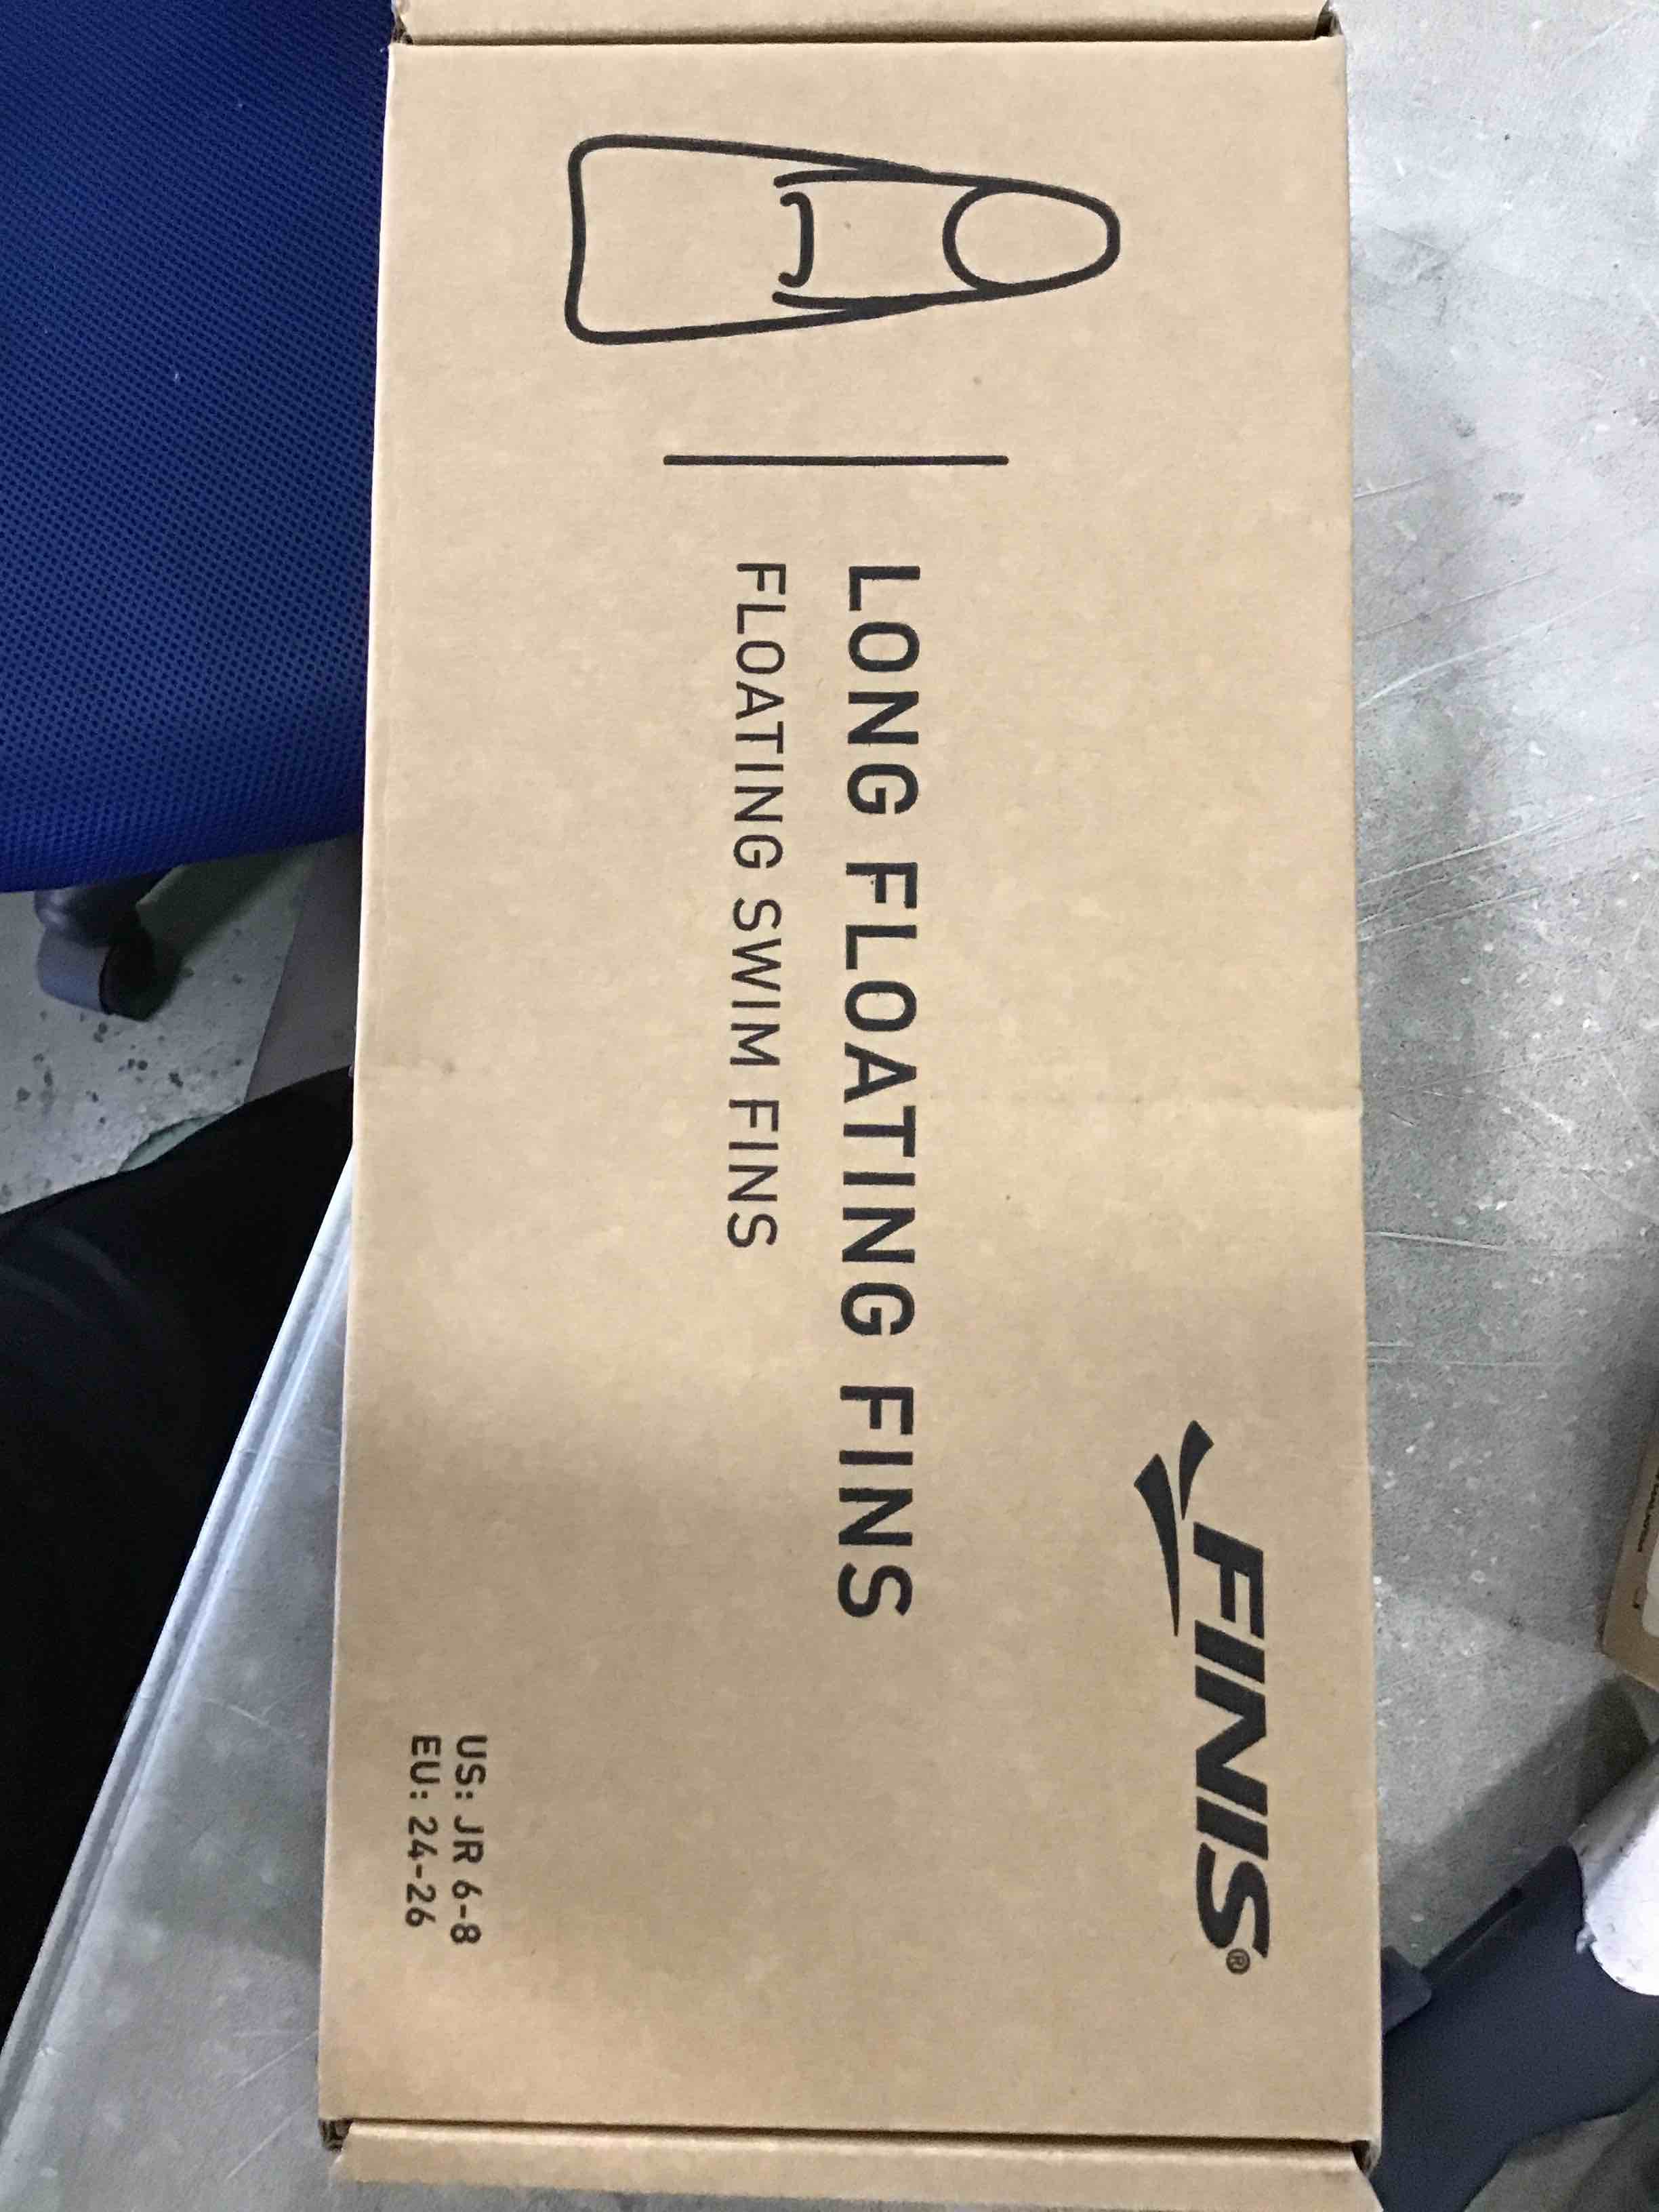 FINIS®
LONG FLOATING FINS
FLOATING SWIM FINS
US: JR 6-8
EU: 24-26